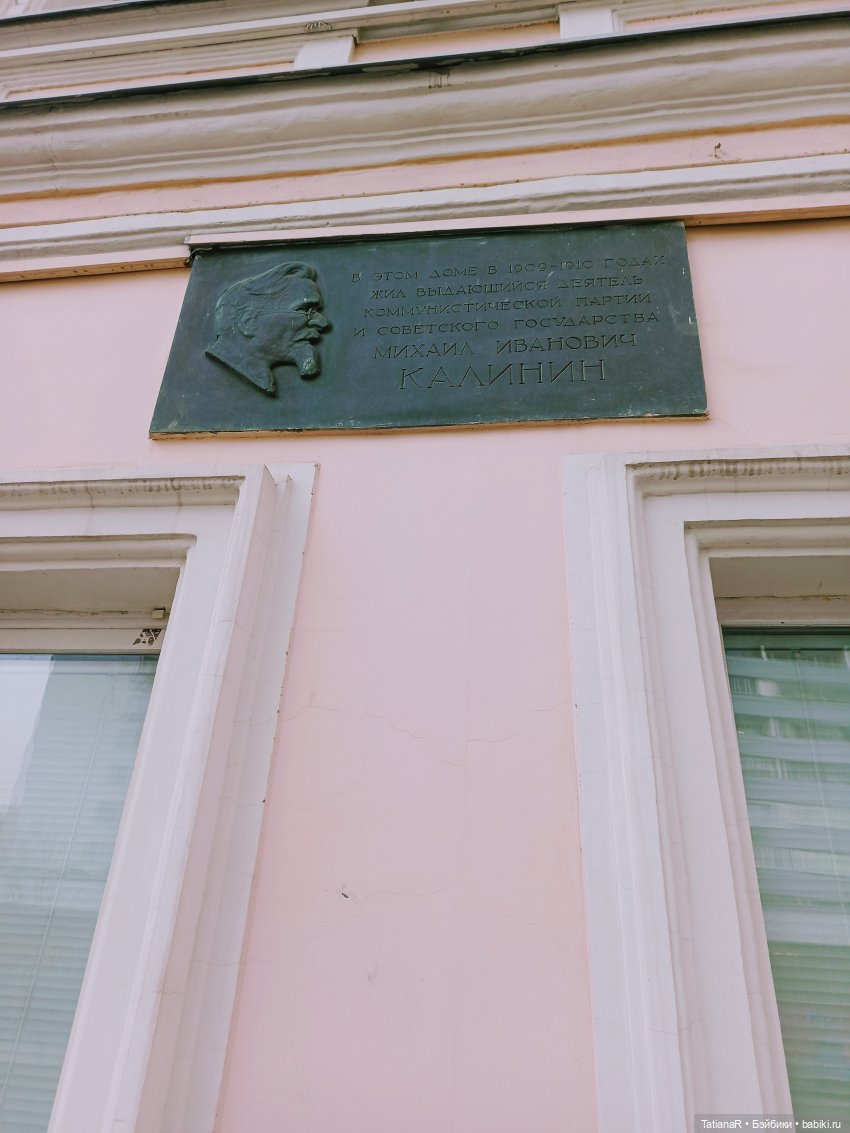 В ЭТОМ ДОМЕ В 1909-1910 ГОДАХ
ЖИЛ ВЫДАЮЩИЙСЯ ДЕЯТЕЛЬ
КОММУНИСТИЧЕСКОЙ ПАРТИИ
И СОВЕТСКОГО ГОСУДАРСТВА
МИХАИЛ ИВАНОВИЧ
КАЛИНИН
TatianaR • Бэйбики • babiki.ru